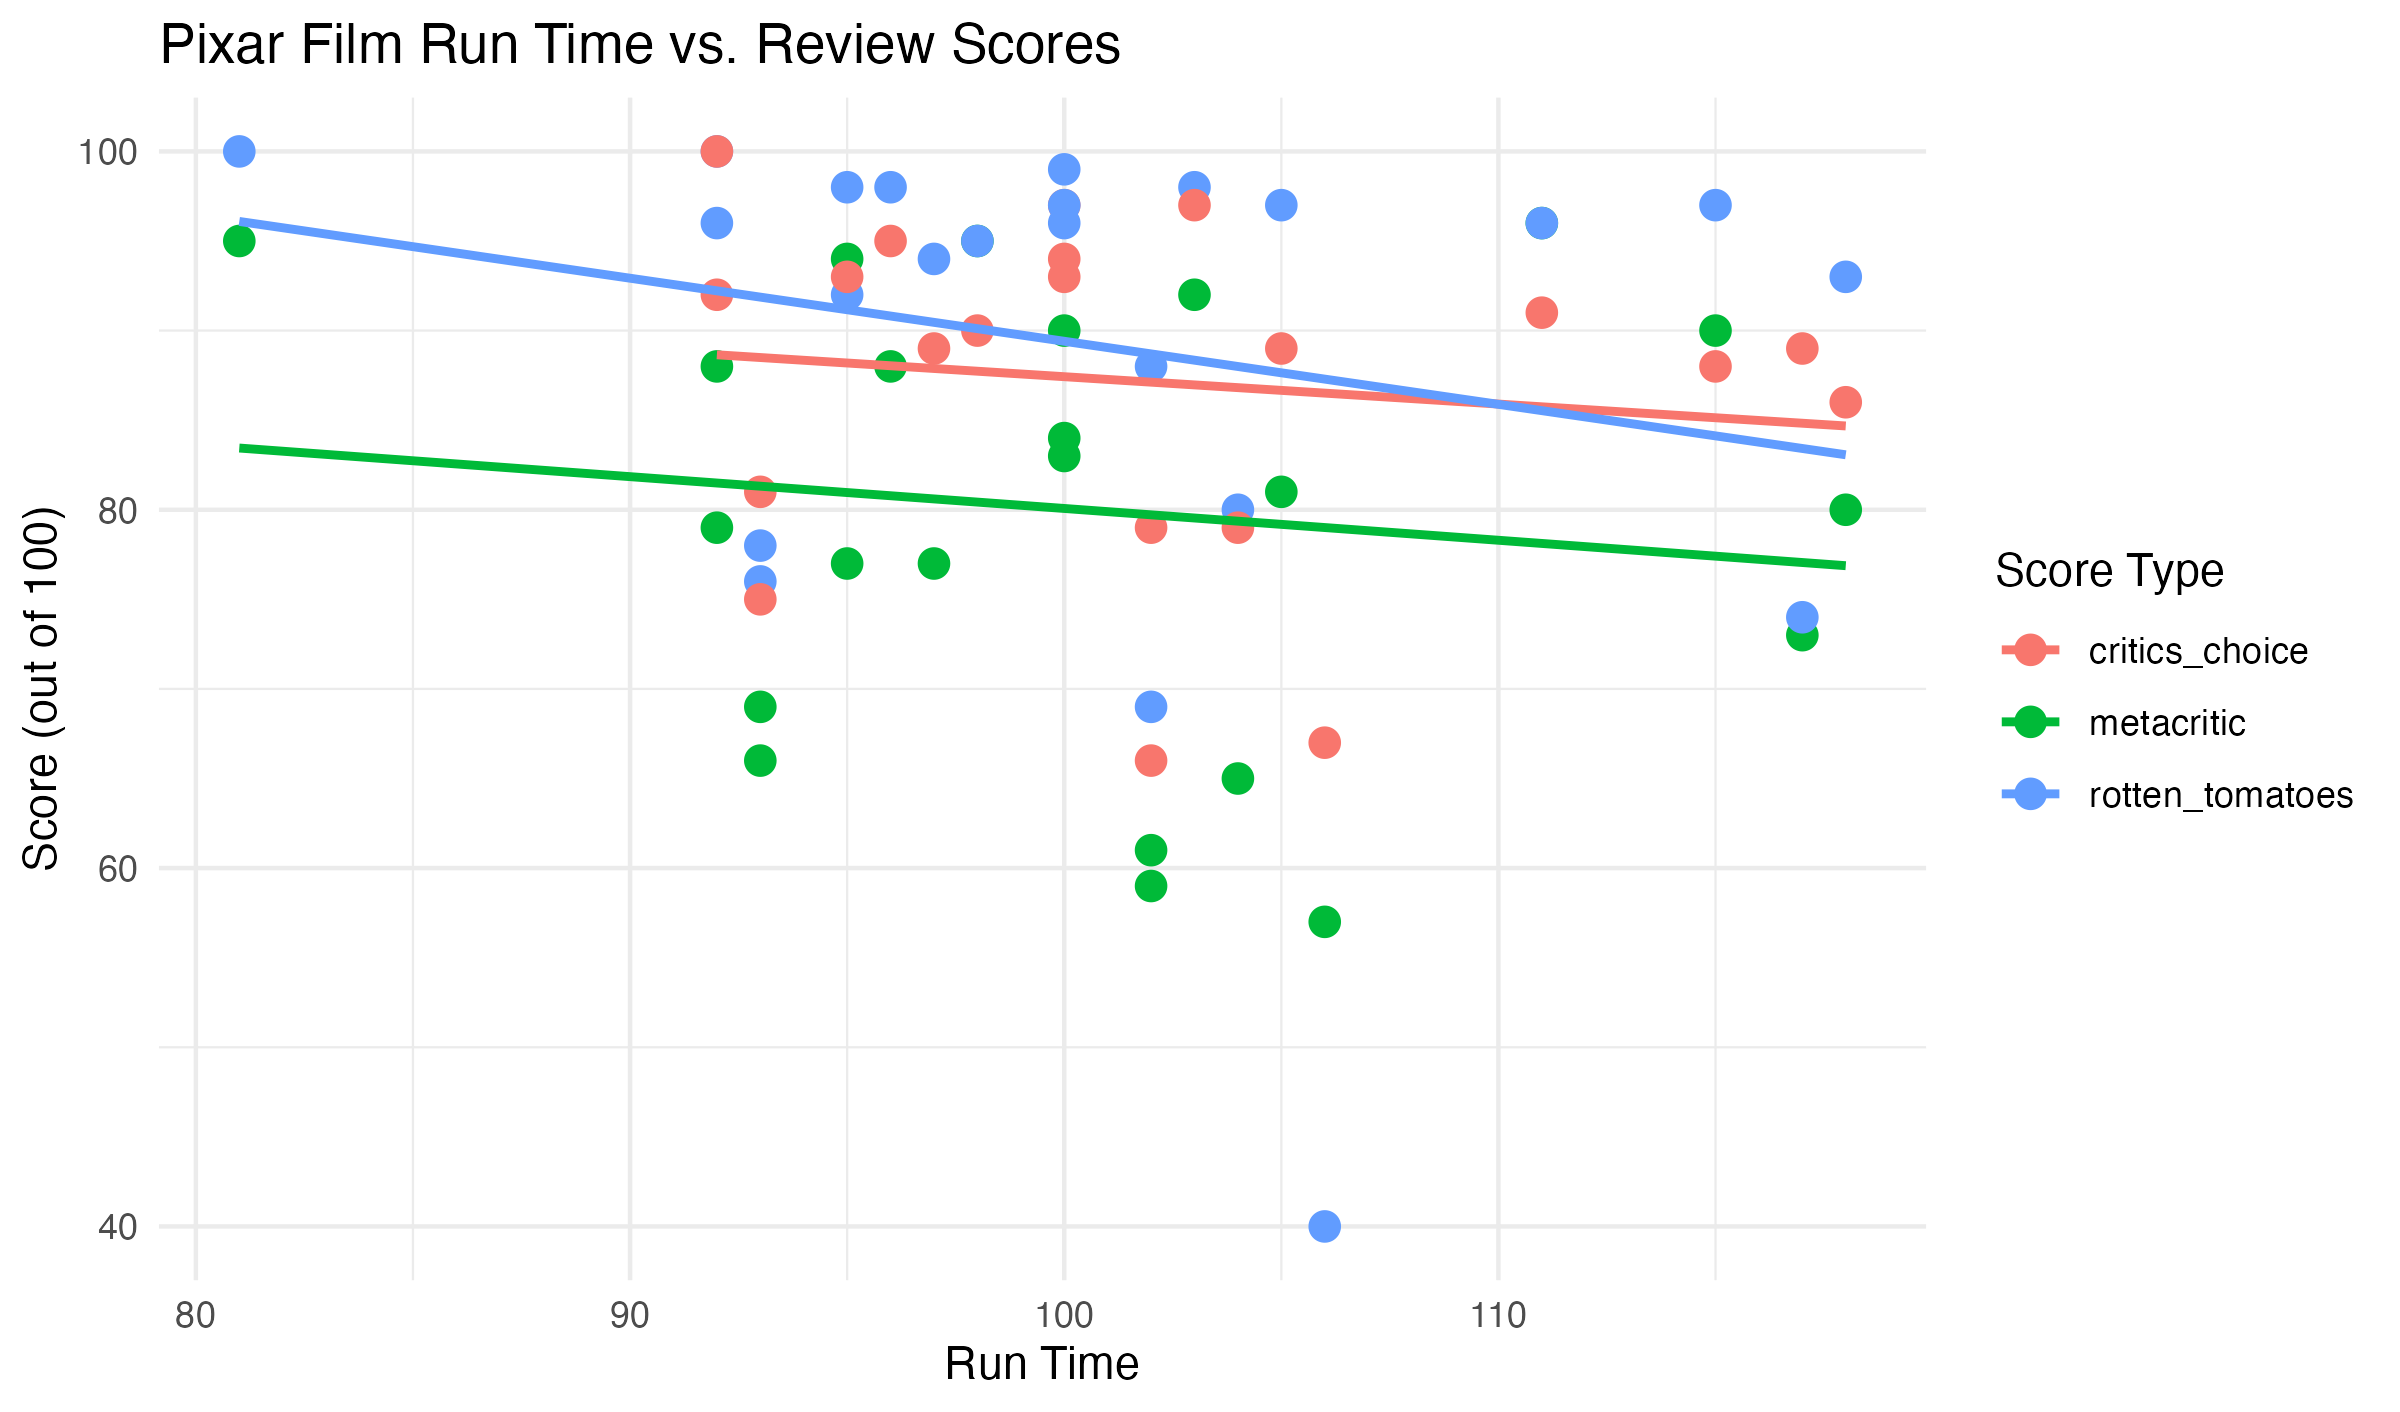 Pixar Film Run Time vs. Review Scores
100
80
60
40
Score (out of 100)
80
90
100
110
Run Time
Score Type
critics_choice
metacritic
rotten_tomatoes